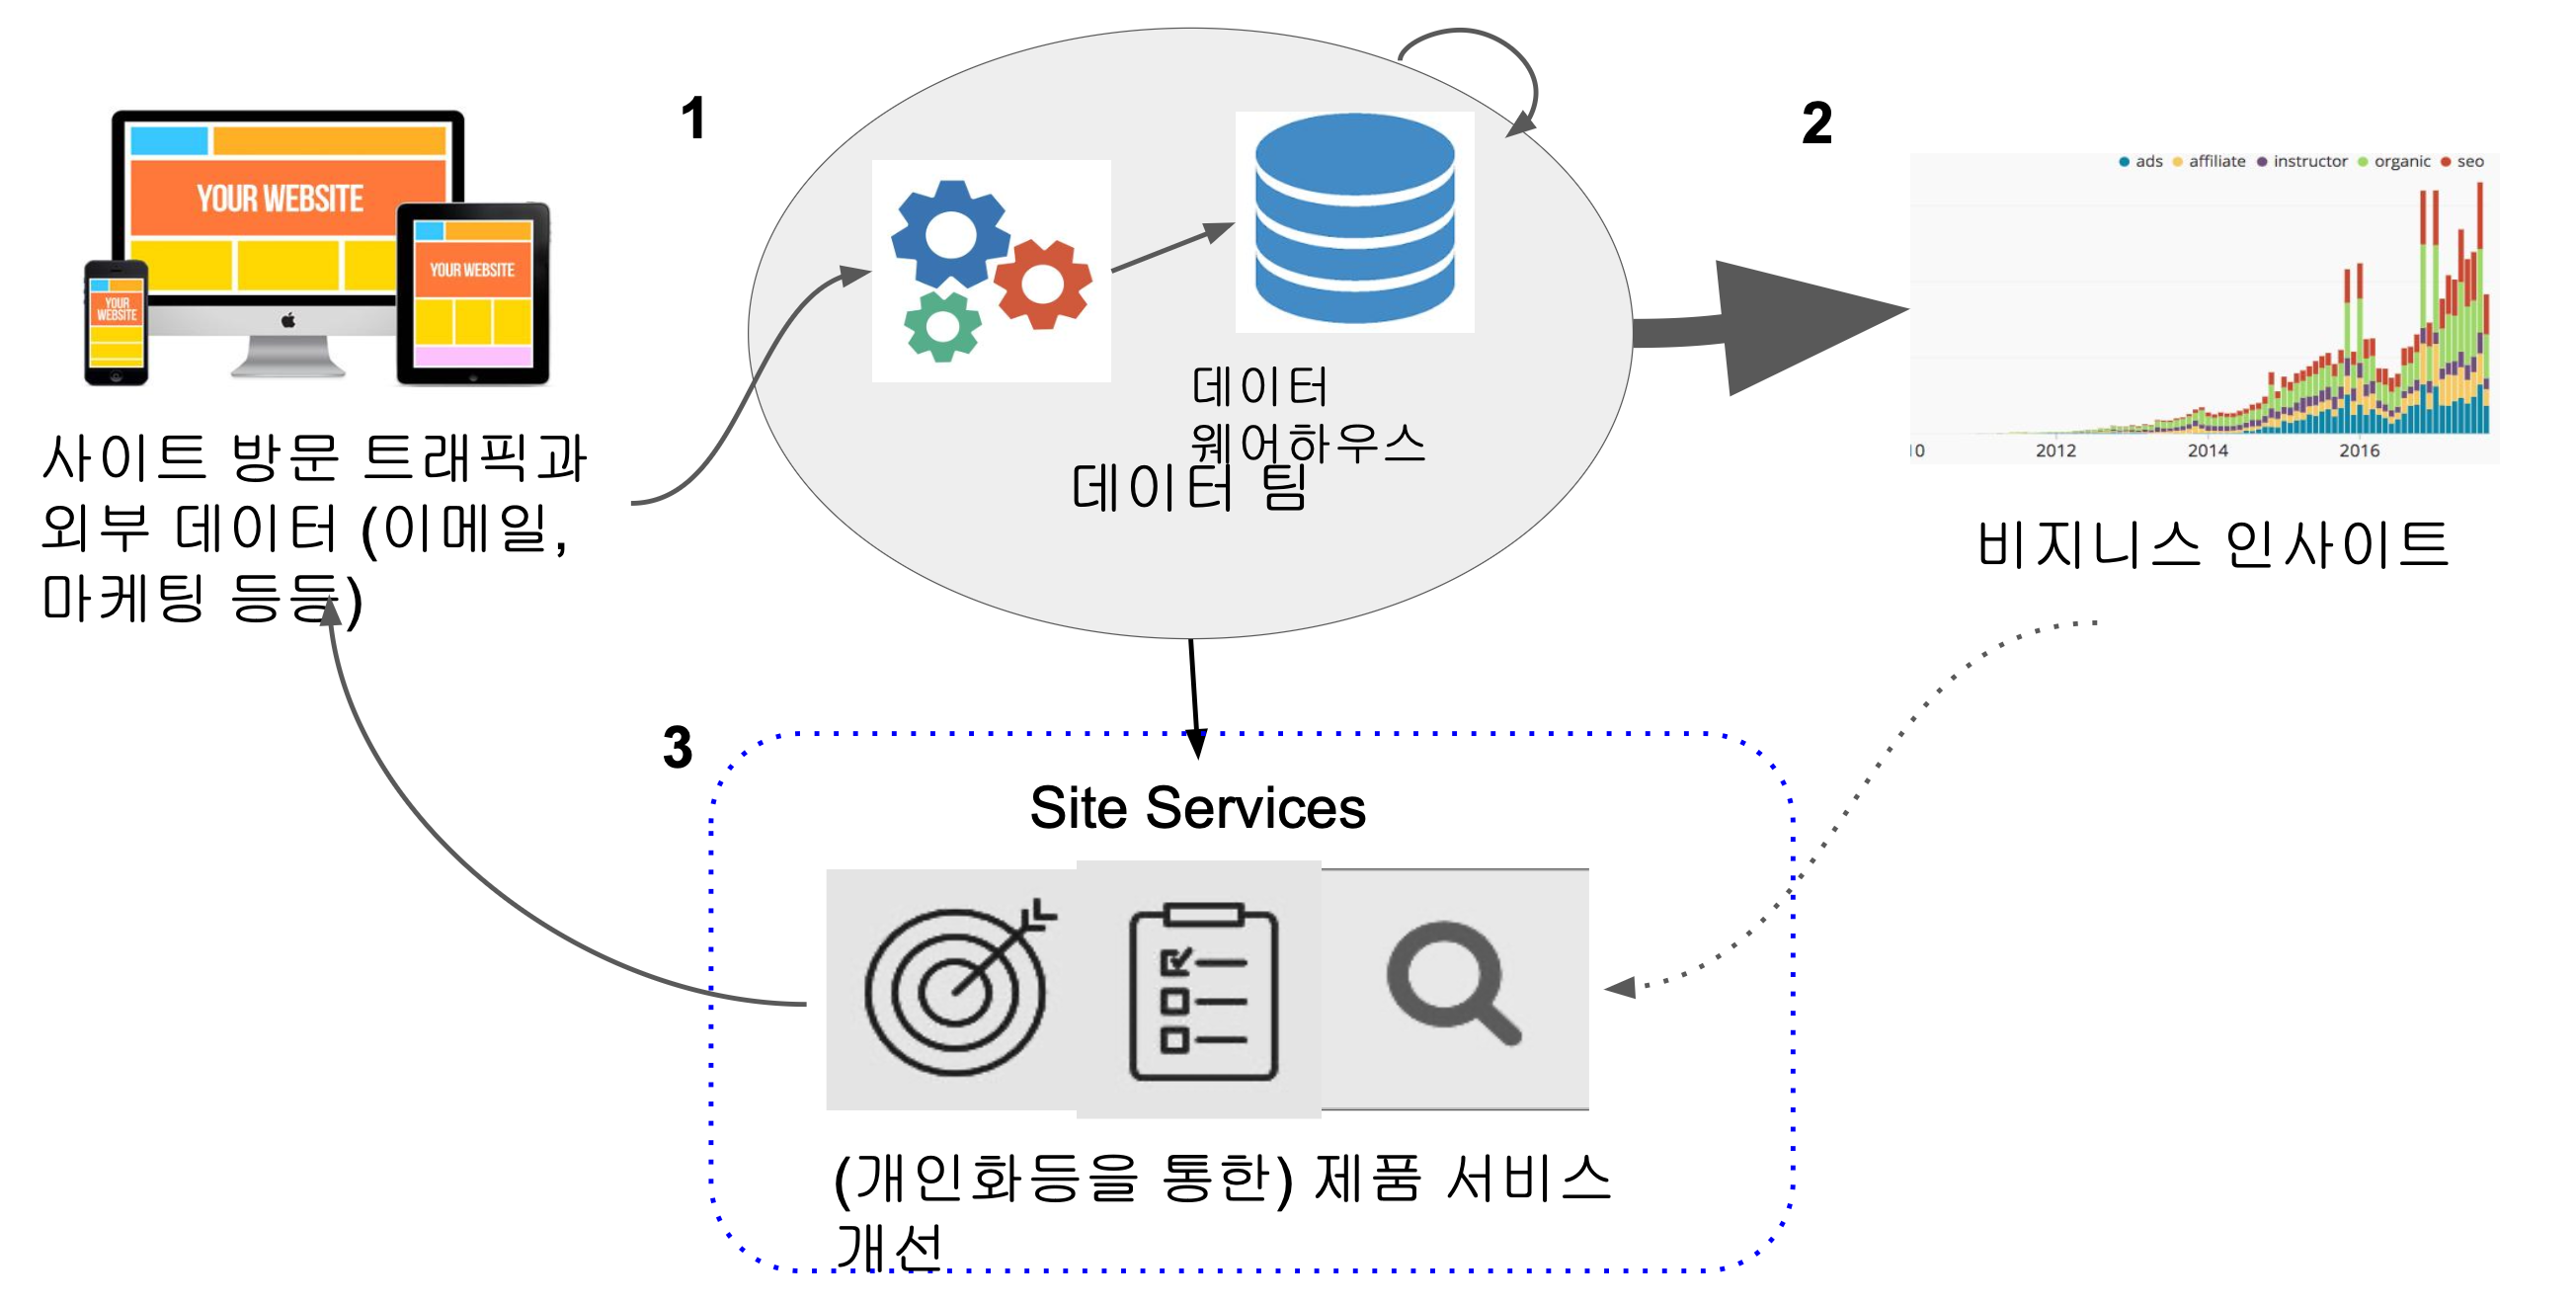 YOUR WEBSITE
YOUR WEBSITE
YOUR
WEBSITE
사이트 방문 트래픽과
외부 데이터 (이메일,
마케팅 등등)
1
데이터
웨어하우스
데이터 팀
2
ads affiliate instructor organic seo
10 2012 2014 2016
비지니스 인사이트
3
Site Services
(개인화등을 통한) 제품 서비스
개선